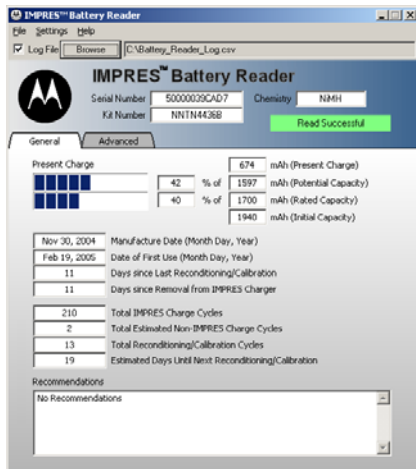 IMPRES™ Battery Reader
File Settings Help
Log File Browse C:\Battery_Reader_Log.csv
IMPRES™ Battery Reader
Serial Number 50000039CAD7 Chemistry NiMH
Kit Number NNTN4436B Read Successful
General Advanced
Present Charge 674 mAh (Present Charge)
42 % of 1597 mAh (Potential Capacity)
40 % of 1700 mAh (Rated Capacity)
1940 mAh (Initial Capacity)
Nov 30, 2004 Manufacture Date (Month Day, Year)
Feb 19, 2005 Date of First Use (Month Day, Year)
11 Days since Last Reconditioning/Calibration
11 Days since Removal from IMPRES Charger
210 Total IMPRES Charge Cycles
2 Total Estimated Non-IMPRES Charge Cycles
13 Total Reconditioning/Calibration Cycles
19 Estimated Days Until Next Reconditioning/Calibration
Recommendations
No Recommendations